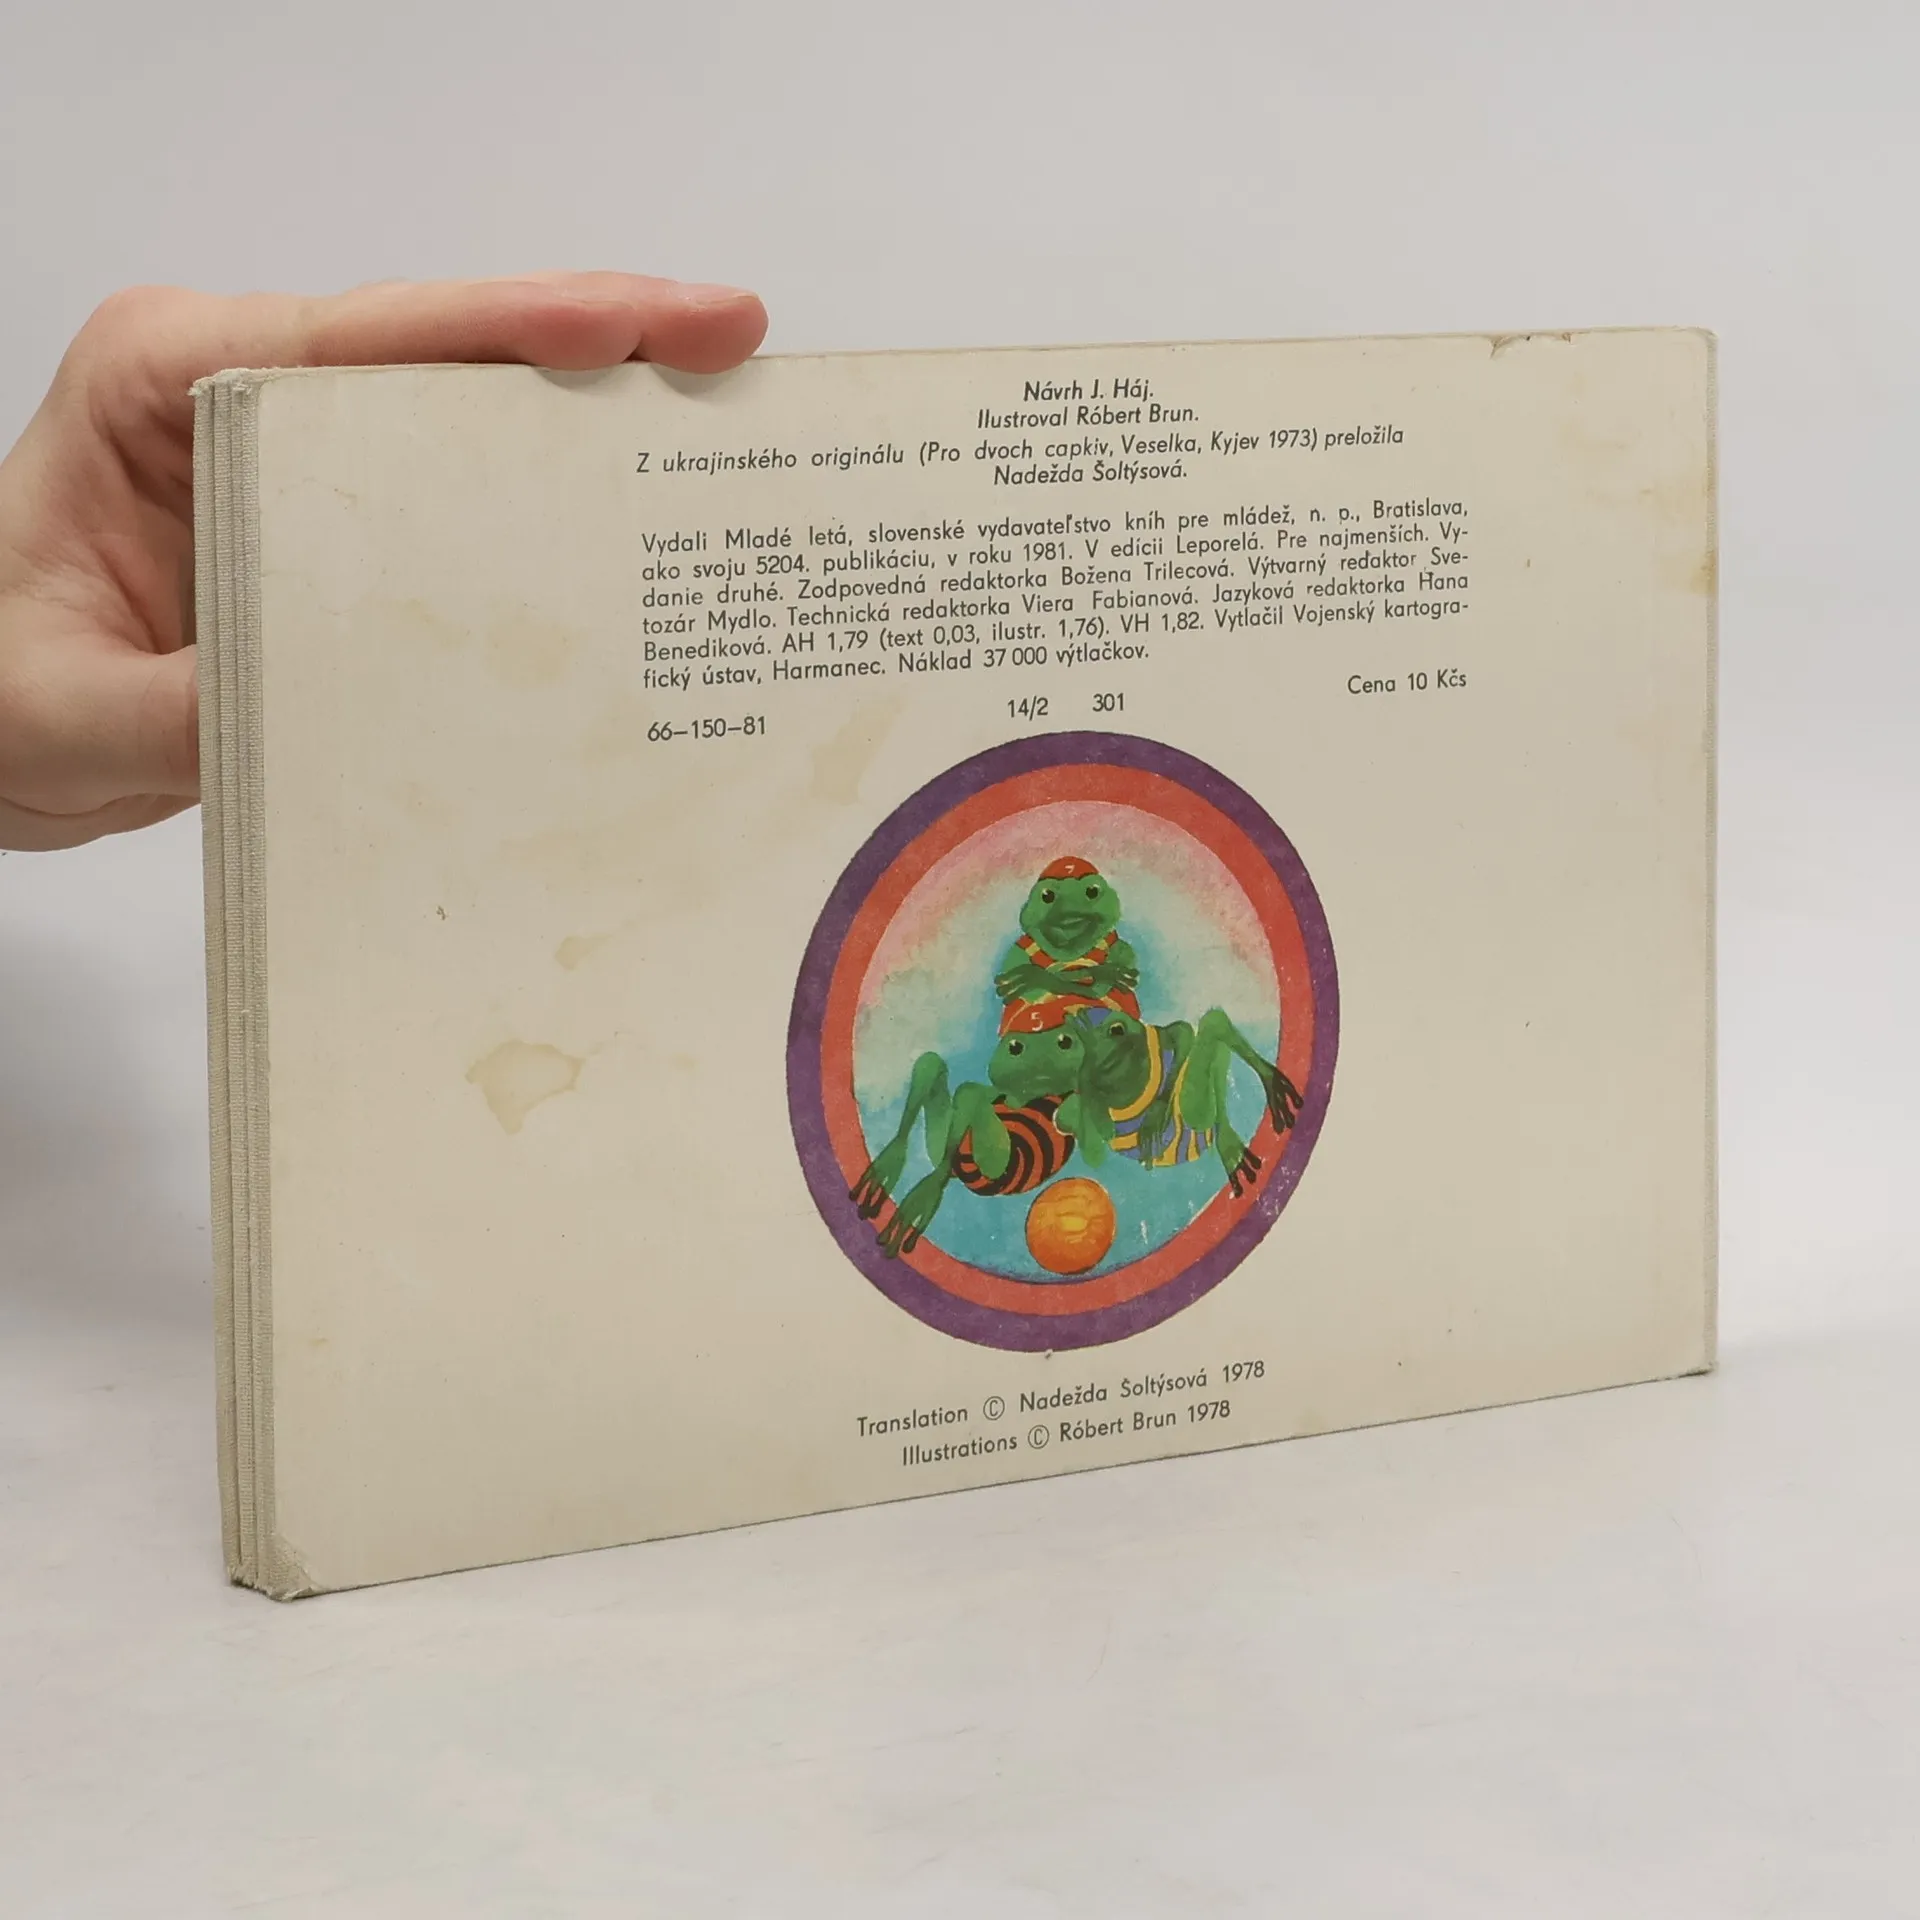 Návrh J. Háj.
Ilustroval Róbert Brun.
Z ukrajinského originálu (Pro dvoch capkiv, Veselka, Kyjev 1973) preložila
Nadežda Šoltýsová.
Vydali Mladé letá, slovenské vydavateľstvo kníh pre mládež, n. p., Bratislava,
ako svoju 5204. publikáciu, v roku 1981. V edícii Leporelá. Pre najmenších. Vy-
danie druhé. Zodpovedná redaktorka Božena Trilecová. Výtvarný redaktor Sve-
tozár Mydlo. Technická redaktorka Viera Fabianová. Jazyková redaktorka Hana
Benediková. AH 1,79 (text 0,03, ilustr. 1,76). VH 1,82. Vytlačil Vojenský kartogra-
fický ústav, Harmanec. Náklad 37 000 výtlačkov.
Cena 10 Kčs
66–150–81 14/2 301
7
5
Translation © Nadežda Šoltýsová 1978
Illustrations © Róbert Brun 1978